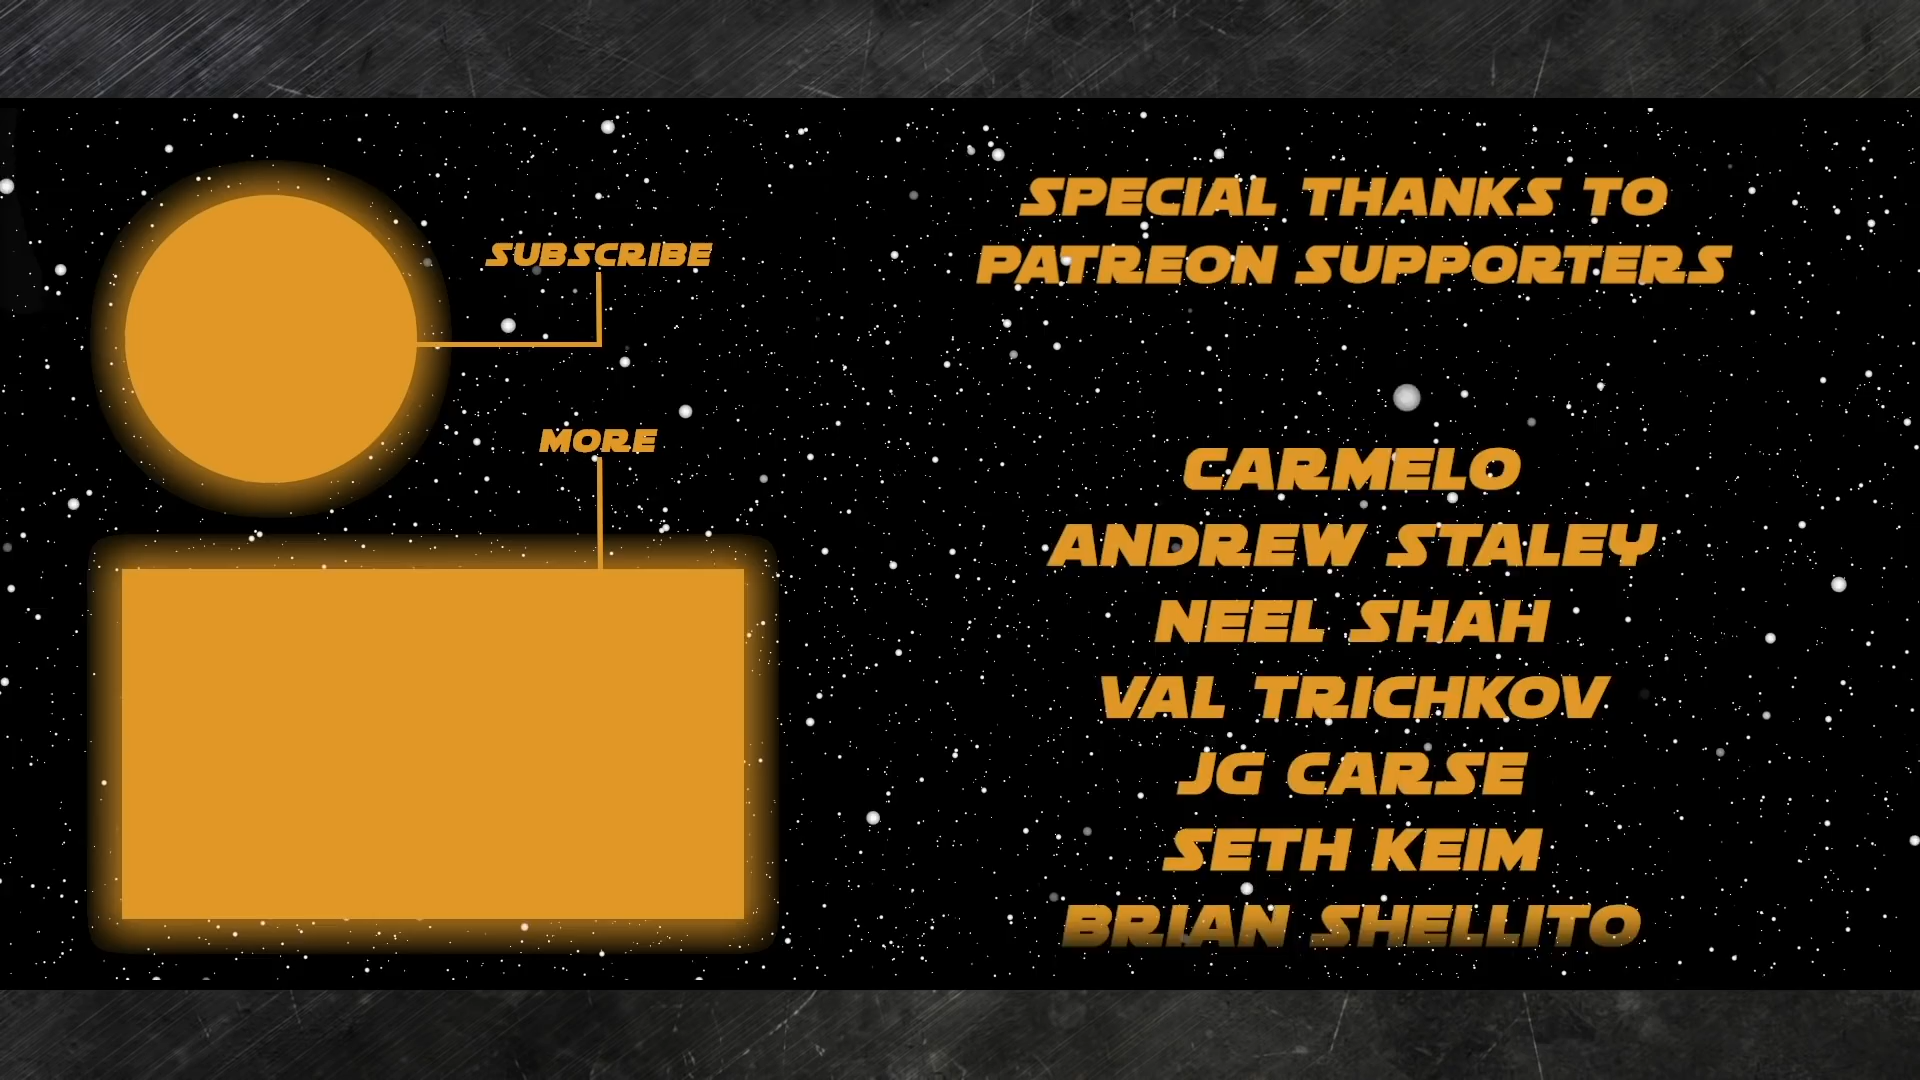 SUBSCRIBE
MORE
SPECIAL THANKS TO
PATREON SUPPORTERS
CARMELO
ANDREW STALEY
NEEL SHAH
VAL TRICHKOV
JG CARSE
SETH KEIM
BRIAN SHELLITO